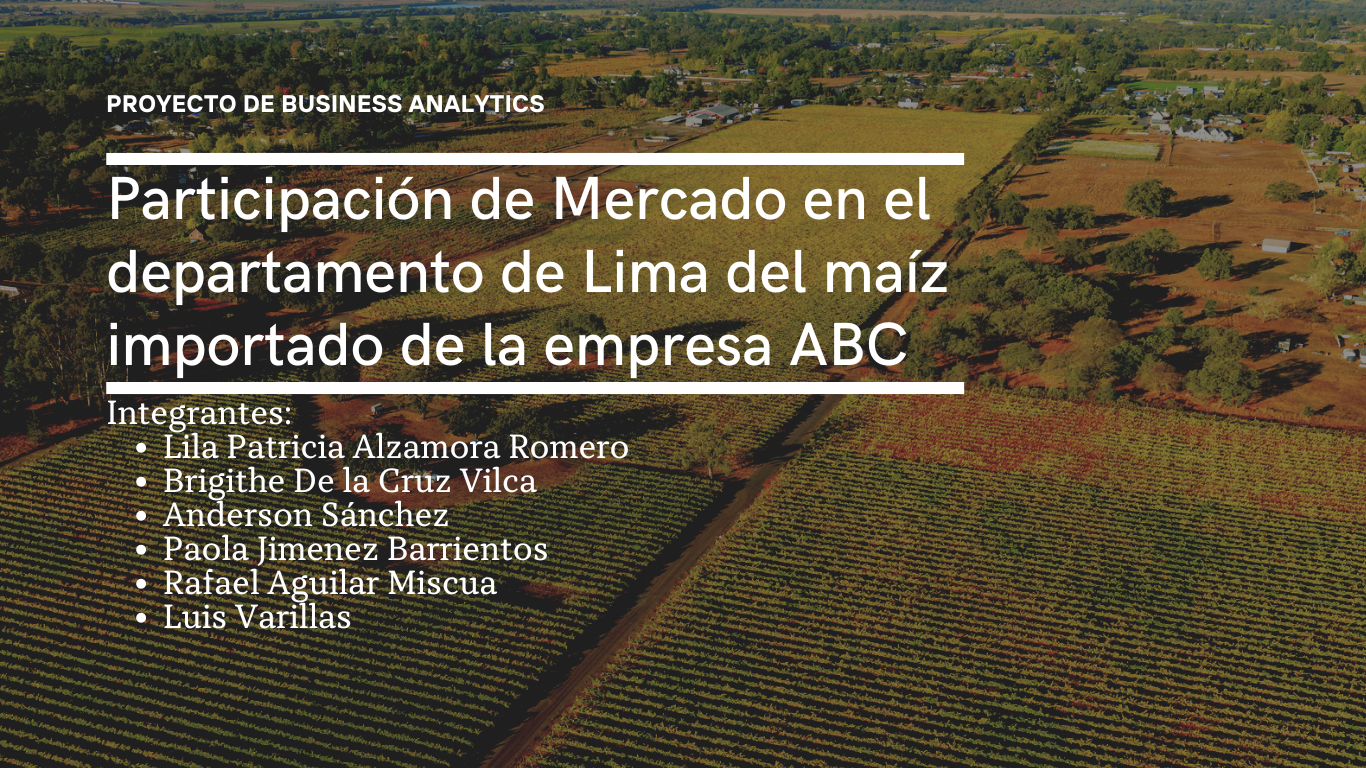 PROYECTO DE BUSINESS ANALYTICS
Participación de Mercado en el
departamento de Lima del maíz
importado de la empresa ABC
Integrantes:
• Lila Patricia Alzamora Romero
• Brigithe De la Cruz Vilca
• Anderson Sánchez
• Paola Jimenez Barrientos
• Rafael Aguilar Miscua
• Luis Varillas